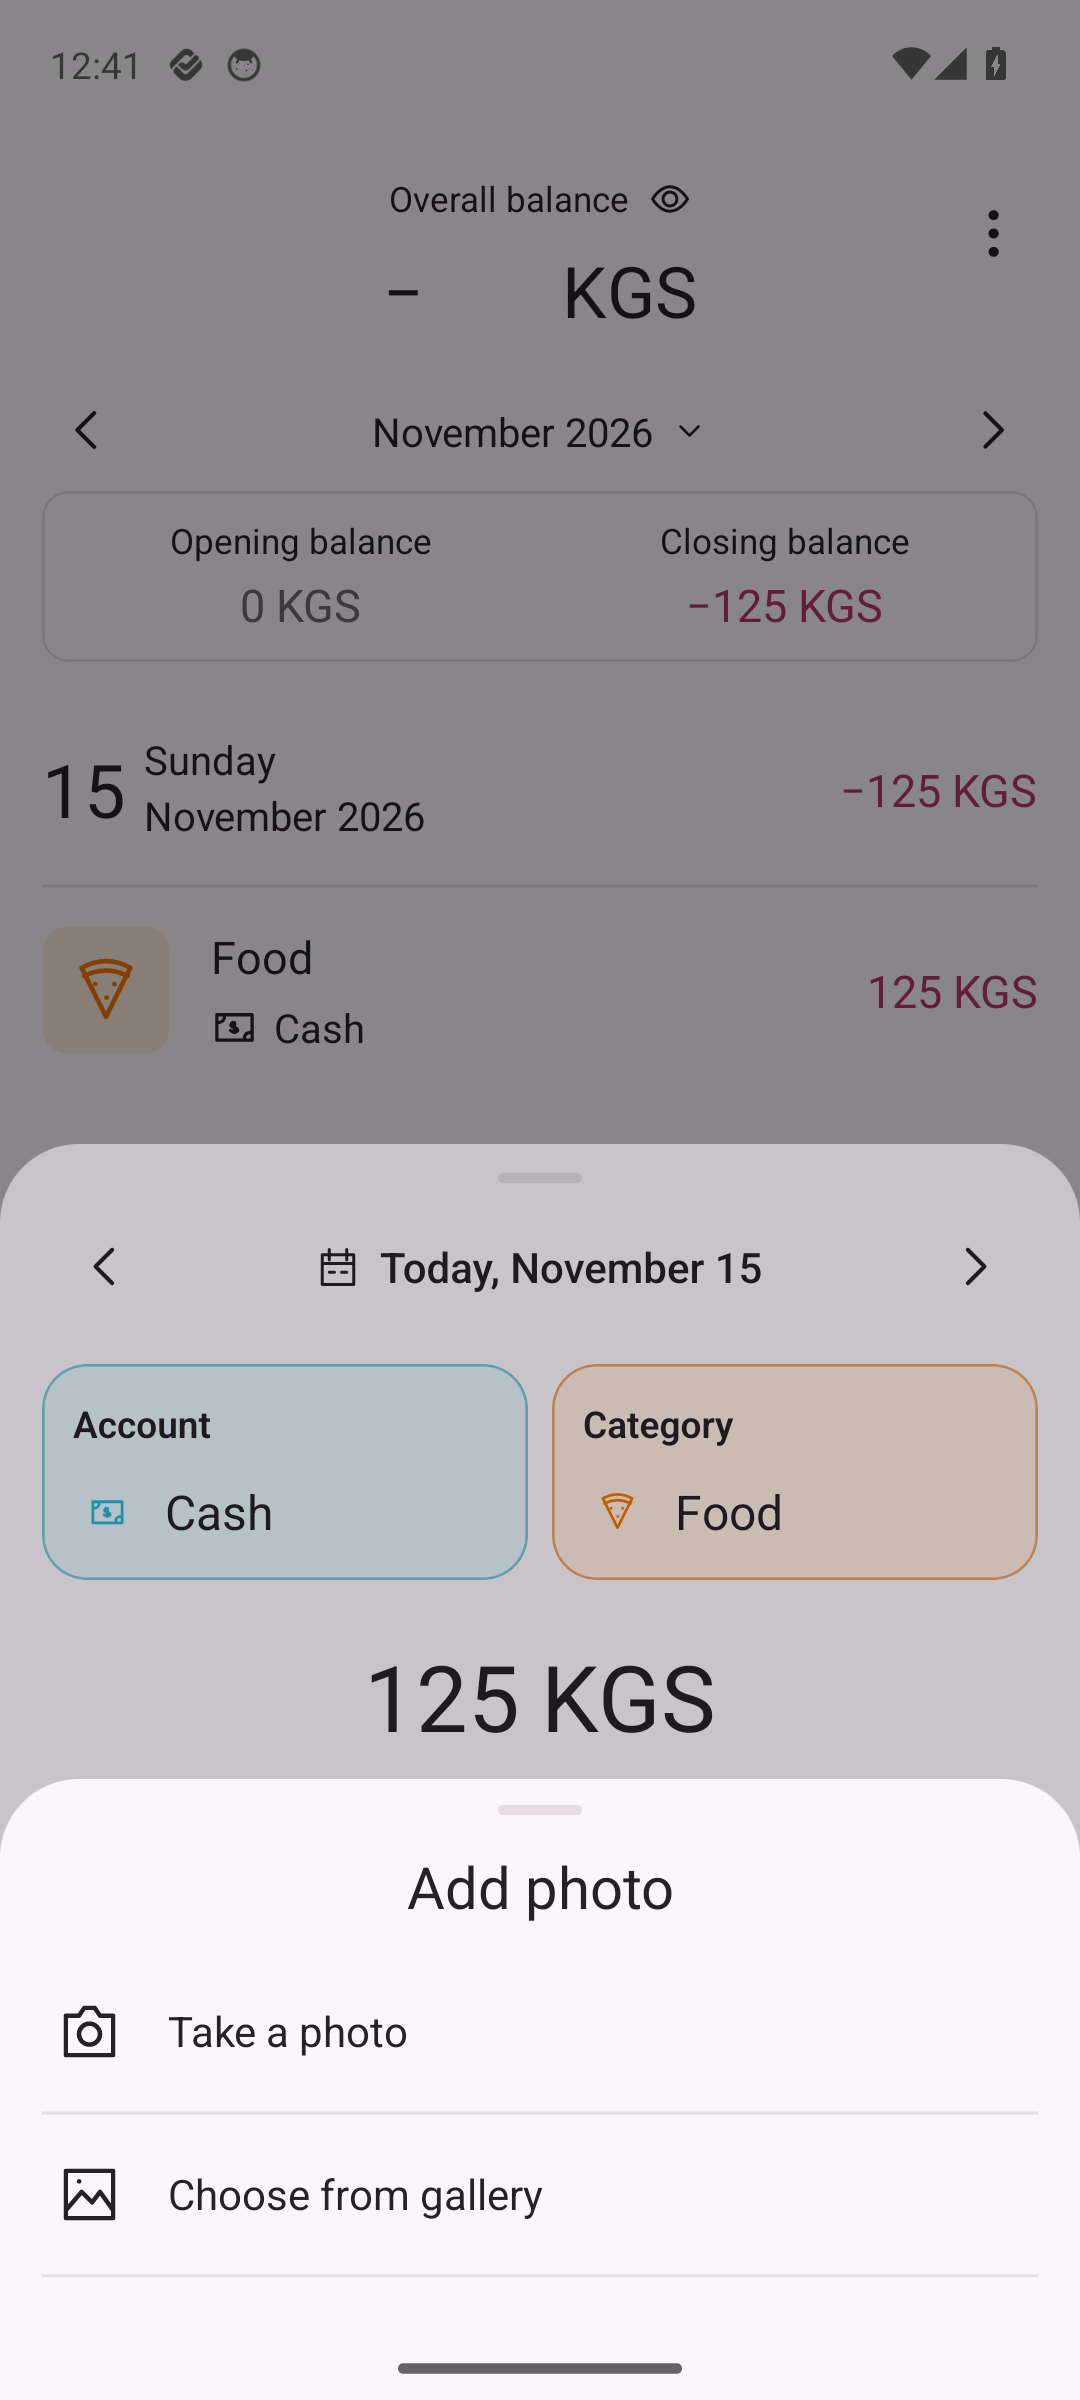 12:41
Overall balance
– KGS
November 2026
Opening balance
0 KGS
Closing balance
–125 KGS
15
Sunday
November 2026
–125 KGS
Food
Cash
125 KGS
Today, November 15
Account
Cash
Category
Food
125 KGS
Add photo
Take a photo
Choose from gallery